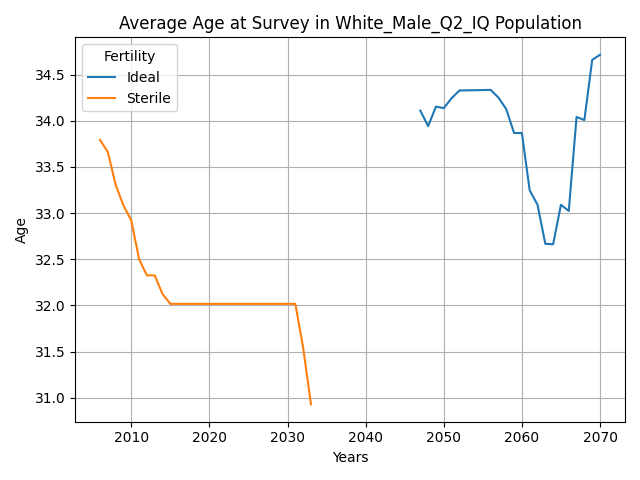 Average Age at Survey in White_Male_Q2_IQ Population
Fertility
Ideal
Sterile
34.5
34.0
33.5
33.0
32.5
32.0
31.5
31.0
Age
2010 2020 2030 2040 2050 2060 2070
Years